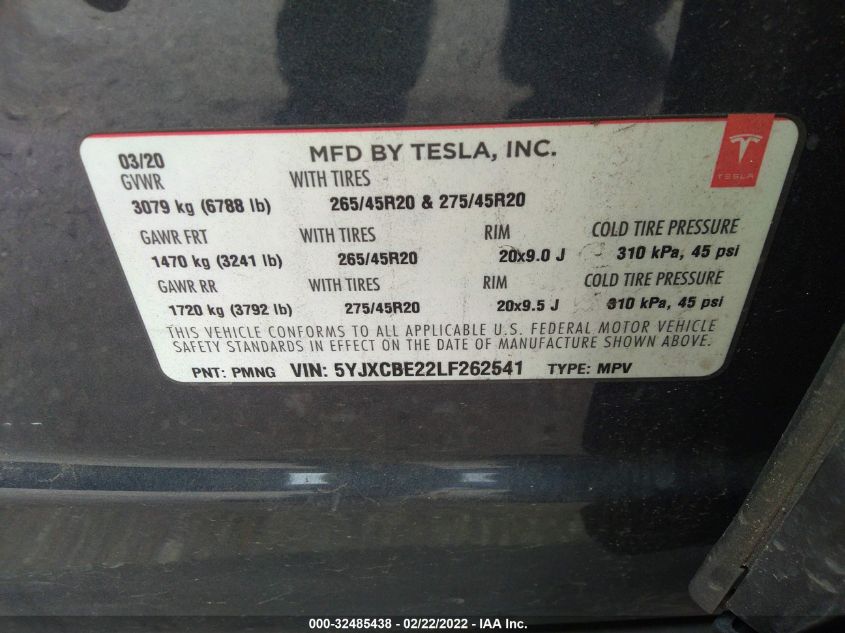 03/20
MFD BY TESLA, INC.
TESLA
GVWR WITH TIRES
3079 kg (6788 lb) 265/45R20 & 275/45R20
GAWR FRT WITH TIRES RIM COLD TIRE PRESSURE
1470 kg (3241 lb) 265/45R20 20x9.0 J 310 kPa, 45 psi
GAWR RR WITH TIRES RIM COLD TIRE PRESSURE
1720 kg (3792 lb) 275/45R20 20x9.5 J 310 kPa, 45 psi
THIS VEHICLE CONFORMS TO ALL APPLICABLE U.S. FEDERAL MOTOR VEHICLE
SAFETY STANDARDS IN EFFECT ON THE DATE OF MANUFACTURE SHOWN ABOVE.
PNT: PMNG VIN: 5YJXCBE22LF262541 TYPE: MPV
000-32485438 - 02/22/2022 - IAA Inc.